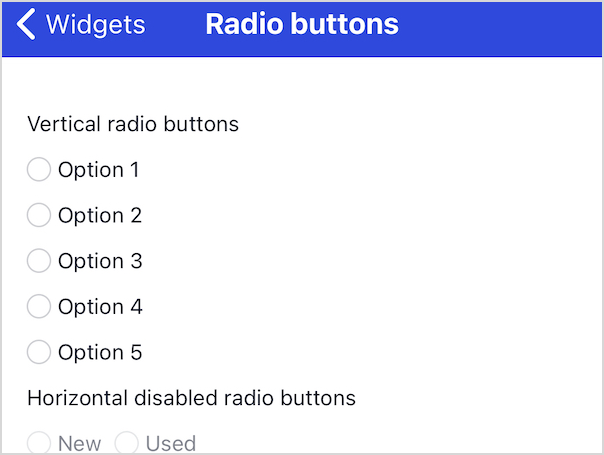 Widgets Radio buttons
Vertical radio buttons
Option 1
Option 2
Option 3
Option 4
Option 5
Horizontal disabled radio buttons
New Used